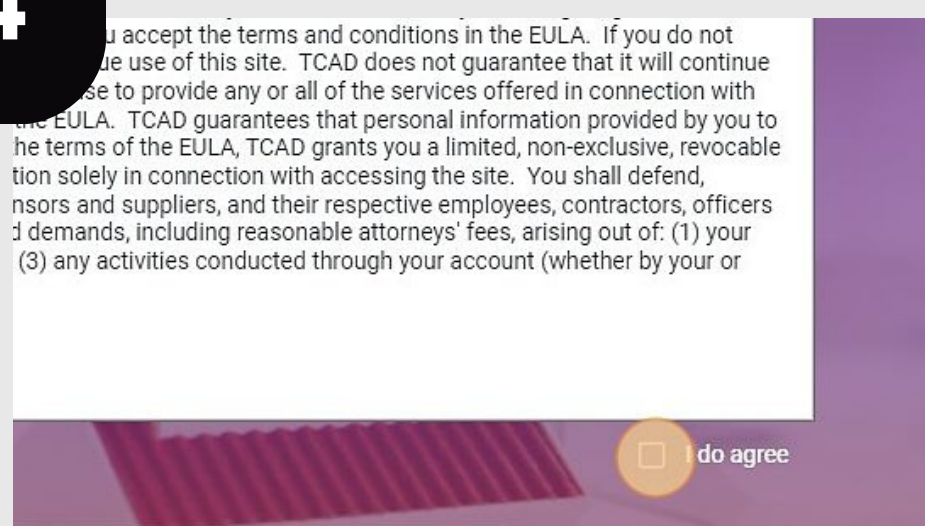 u accept the terms and conditions in the EULA.  If you do not
ue use of this site.  TCAD does not guarantee that it will continue
se to provide any or all of the services offered in connection with
the EULA.  TCAD guarantees that personal information provided by you to
he terms of the EULA, TCAD grants you a limited, non-exclusive, revocable
tion solely in connection with accessing the site.  You shall defend,
nsors and suppliers, and their respective employees, contractors, officers
d demands, including reasonable attorneys' fees, arising out of: (1) your
(3) any activities conducted through your account (whether by your or
I do agree